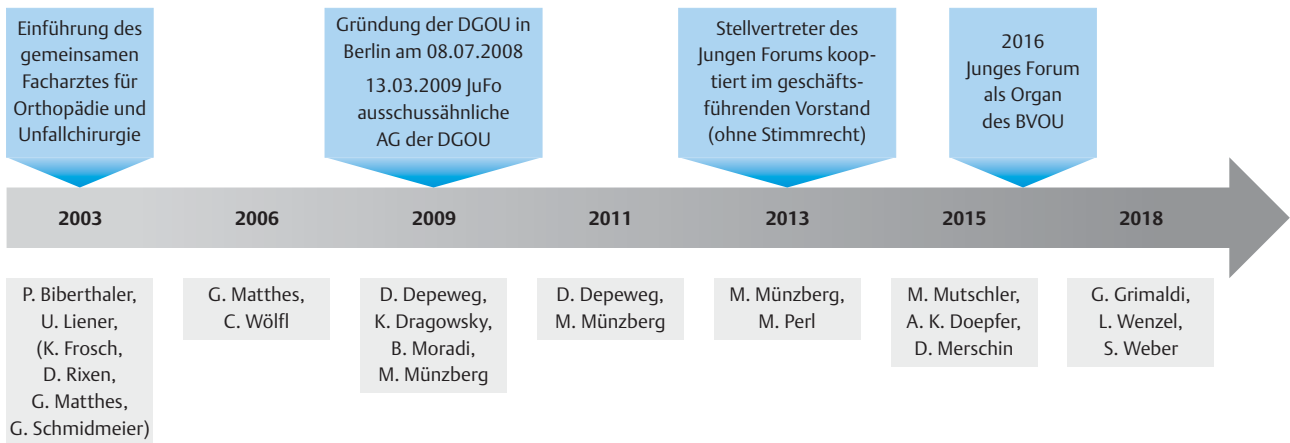 Einführung des
gemeinsamen
Facharztes für
Orthopädie und
Unfallchirurgie
Gründung der DGOU in
Berlin am 08.07.2008
13.03.2009 JuFo
ausschussähnliche
AG der DGOU
Stellvertreter des
Jungen Forums koop-
tiert im geschäfts-
führenden Vorstand
(ohne Stimmrecht)
2016
Junges Forum
als Organ
des BVOU
2003 2006 2009 2011 2013 2015 2018
P. Biberthaler,
U. Liener,
(K. Frosch,
D. Rixen,
G. Matthes,
G. Schmidmeier)
G. Matthes,
C. Wölfl
D. Depeweg,
K. Dragowsky,
B. Moradi,
M. Münzberg
D. Depeweg,
M. Münzberg
M. Münzberg,
M. Perl
M. Mutschler,
A. K. Doepfer,
D. Merschin
G. Grimaldi,
L. Wenzel,
S. Weber